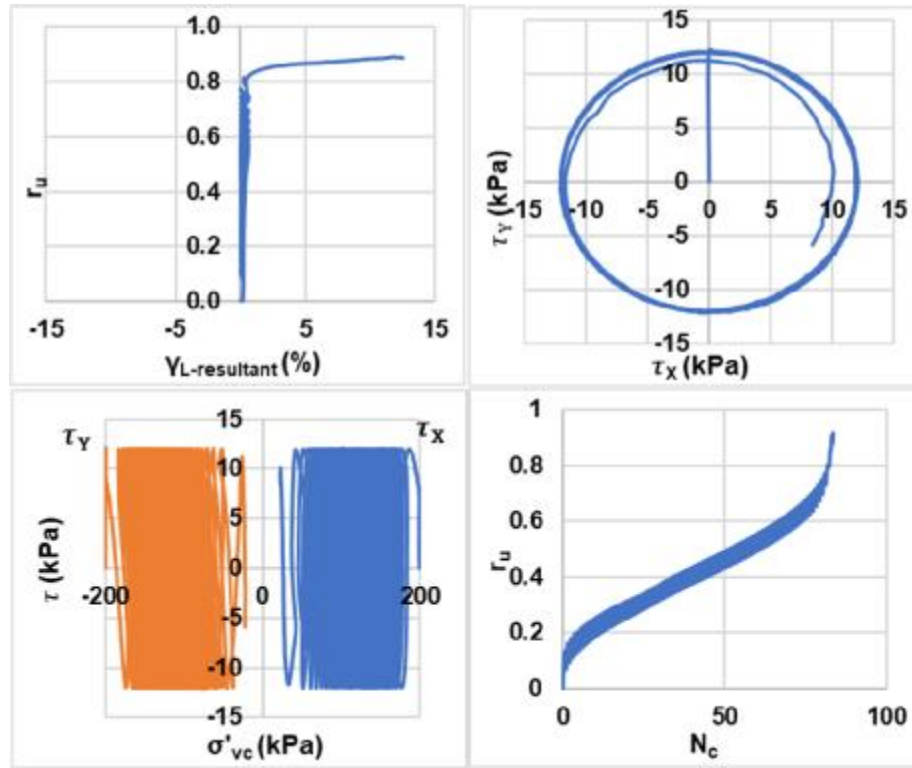 1.0
0.8
0.6
0.4
0.2
0.0
r_u
-15 -5 5 15
γ_L-resultant (%)
15
10
5
0
-5
-10
-15
τ_Y (kPa)
-15 -10 -5 0 5 10 15
τ_X (kPa)
τ_Y τ_X
15
10
5
0
-5
-10
-15
τ (kPa)
-200 0 200
σ'_vc (kPa)
1
0.8
0.6
0.4
0.2
0
r_u
0 50 100
N_c